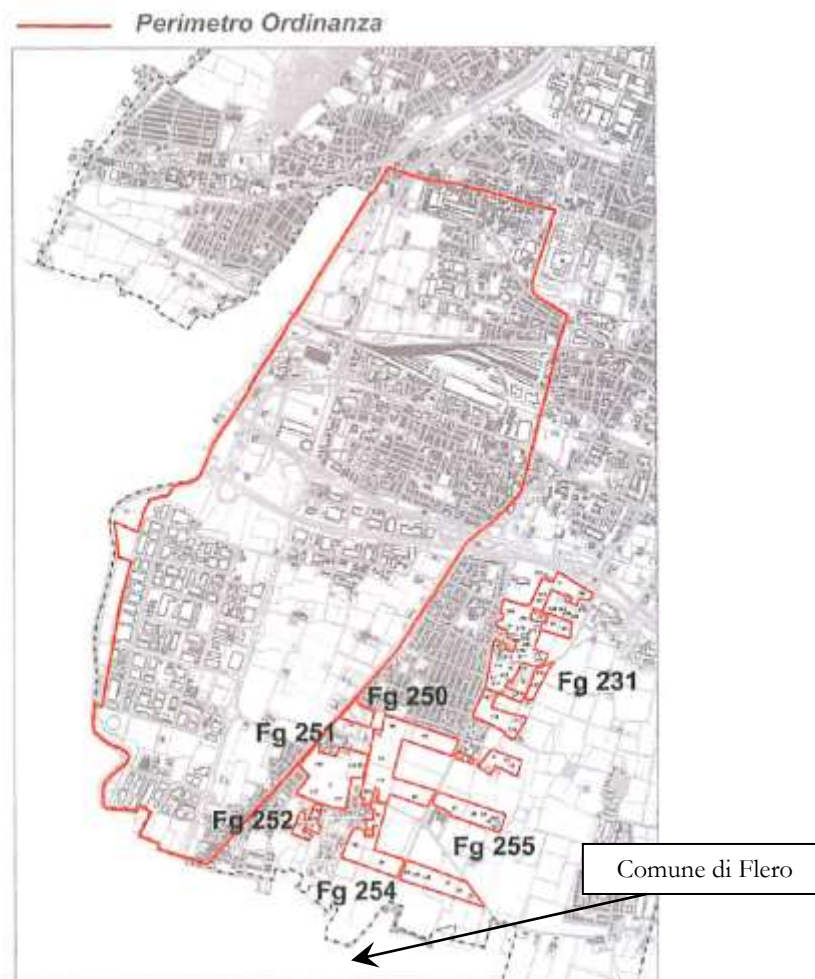 Perimetro Ordinanza
Fg 231
Fg 250
Fg 251
Fg 252
Fg 255
Comune di Flero
Fg 254